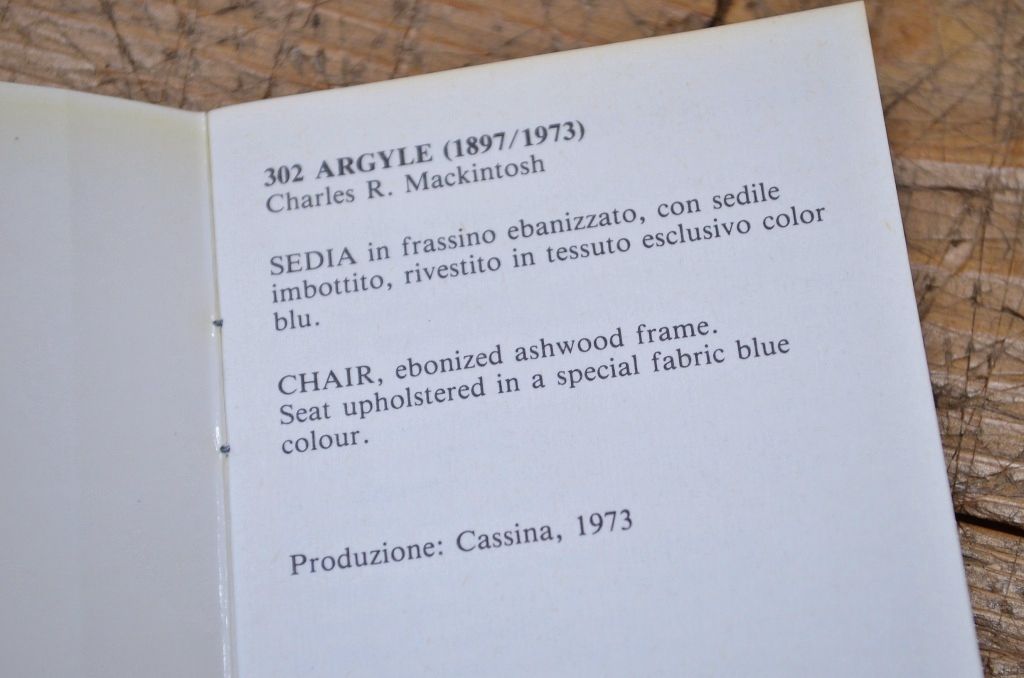 302 ARGYLE (1897/1973)
Charles R. Mackintosh
SEDIA in frassino ebanizzato, con sedile
imbottito, rivestito in tessuto esclusivo color
blu.
CHAIR, ebonized ashwood frame.
Seat upholstered in a special fabric blue
colour.
Produzione: Cassina, 1973